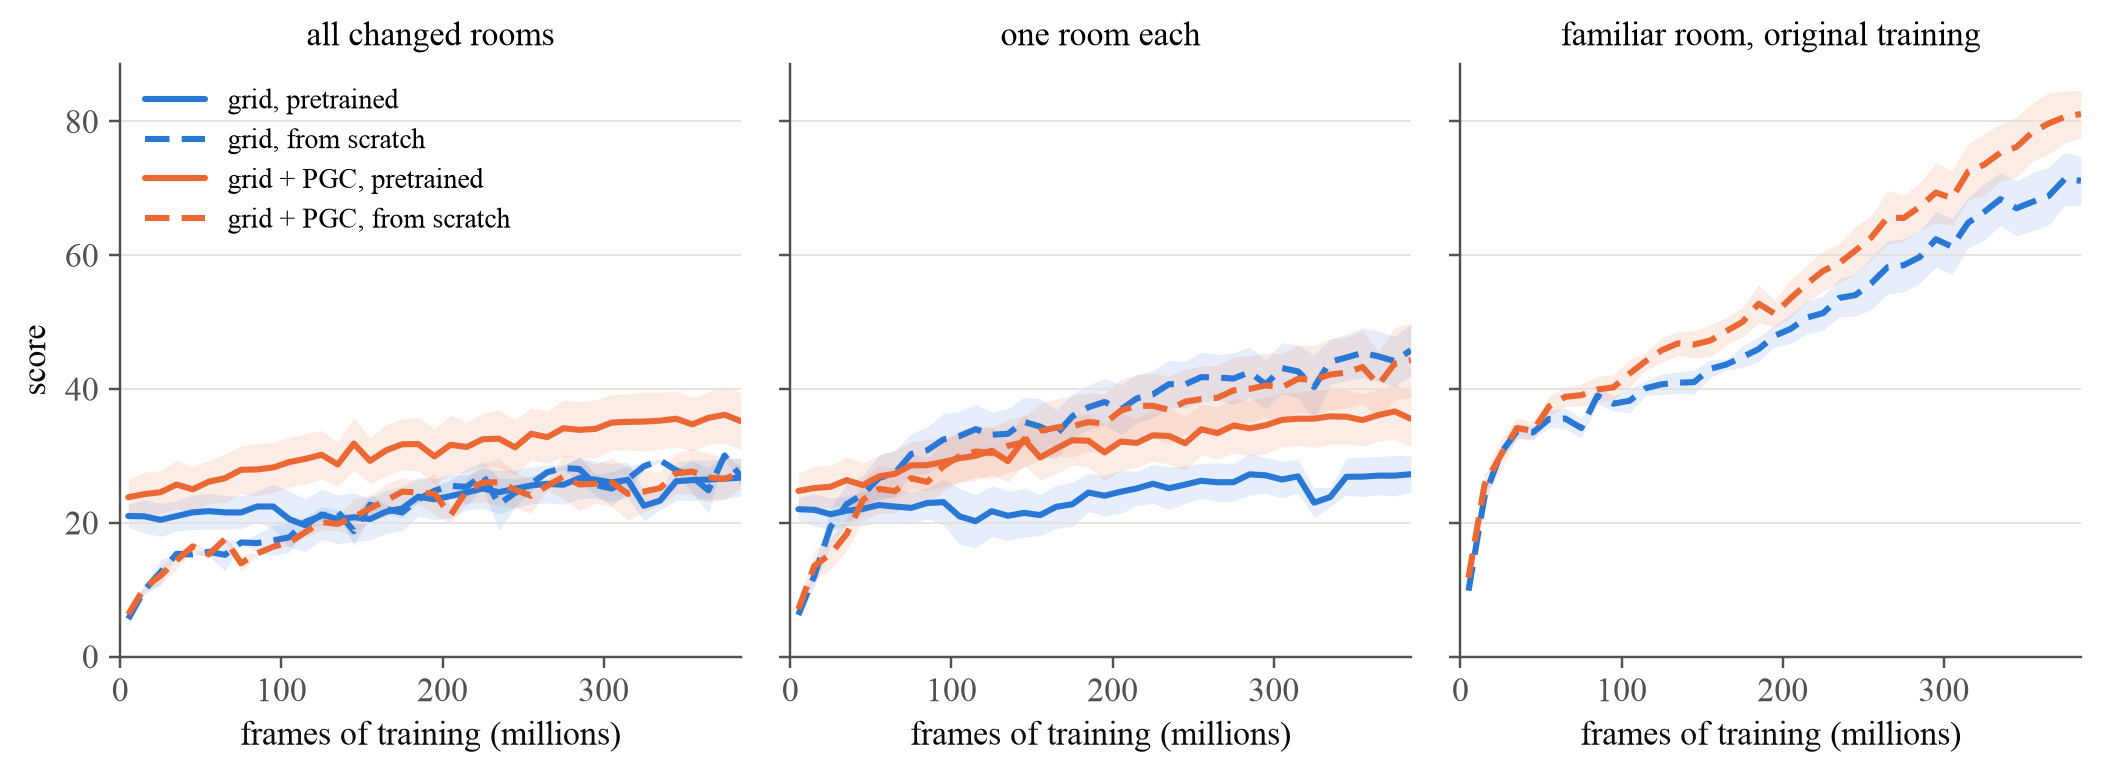 all changed rooms
one room each
familiar room, original training
grid, pretrained
grid, from scratch
grid + PGC, pretrained
grid + PGC, from scratch
score
80
60
40
20
0
0 100 200 300
0 100 200 300
0 100 200 300
frames of training (millions)
frames of training (millions)
frames of training (millions)